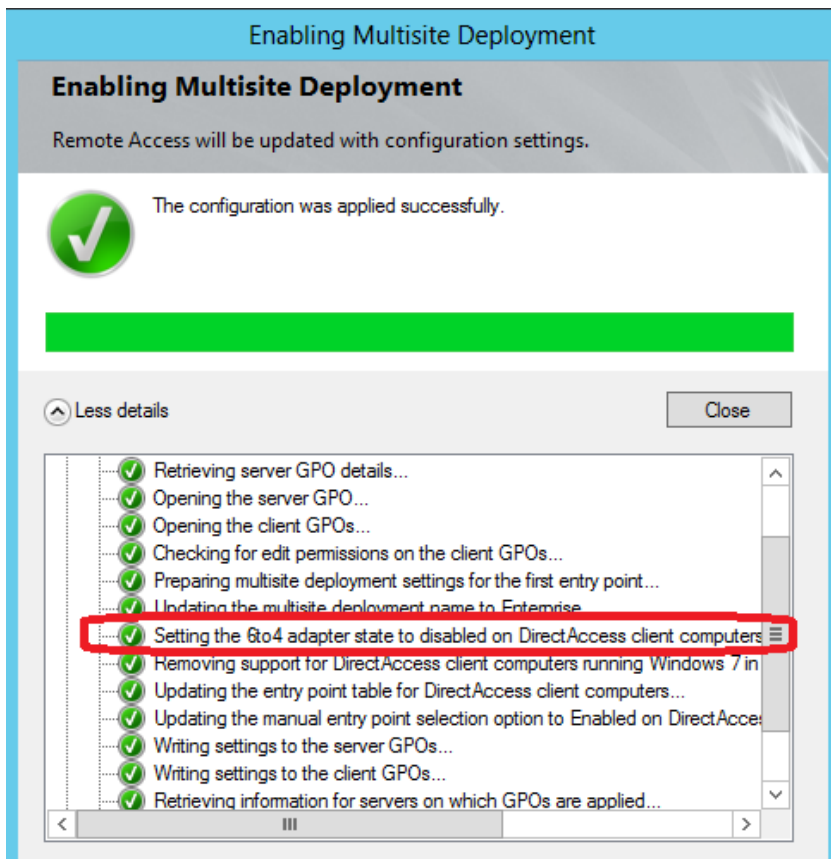 Enabling Multisite Deployment
Enabling Multisite Deployment
Remote Access will be updated with configuration settings.
The configuration was applied successfully.
Less details
Close
Retrieving server GPO details...
Opening the server GPO...
Opening the client GPOs...
Checking for edit permissions on the client GPOs...
Preparing multisite deployment settings for the first entry point...
Updating the multisite deployment name to Enterprise
Setting the 6to4 adapter state to disabled on DirectAccess client computers
Removing support for DirectAccess client computers running Windows 7 in
Updating the entry point table for DirectAccess client computers...
Updating the manual entry point selection option to Enabled on DirectAcce
Writing settings to the server GPOs...
Writing settings to the client GPOs...
Retrieving information for servers on which GPOs are applied...